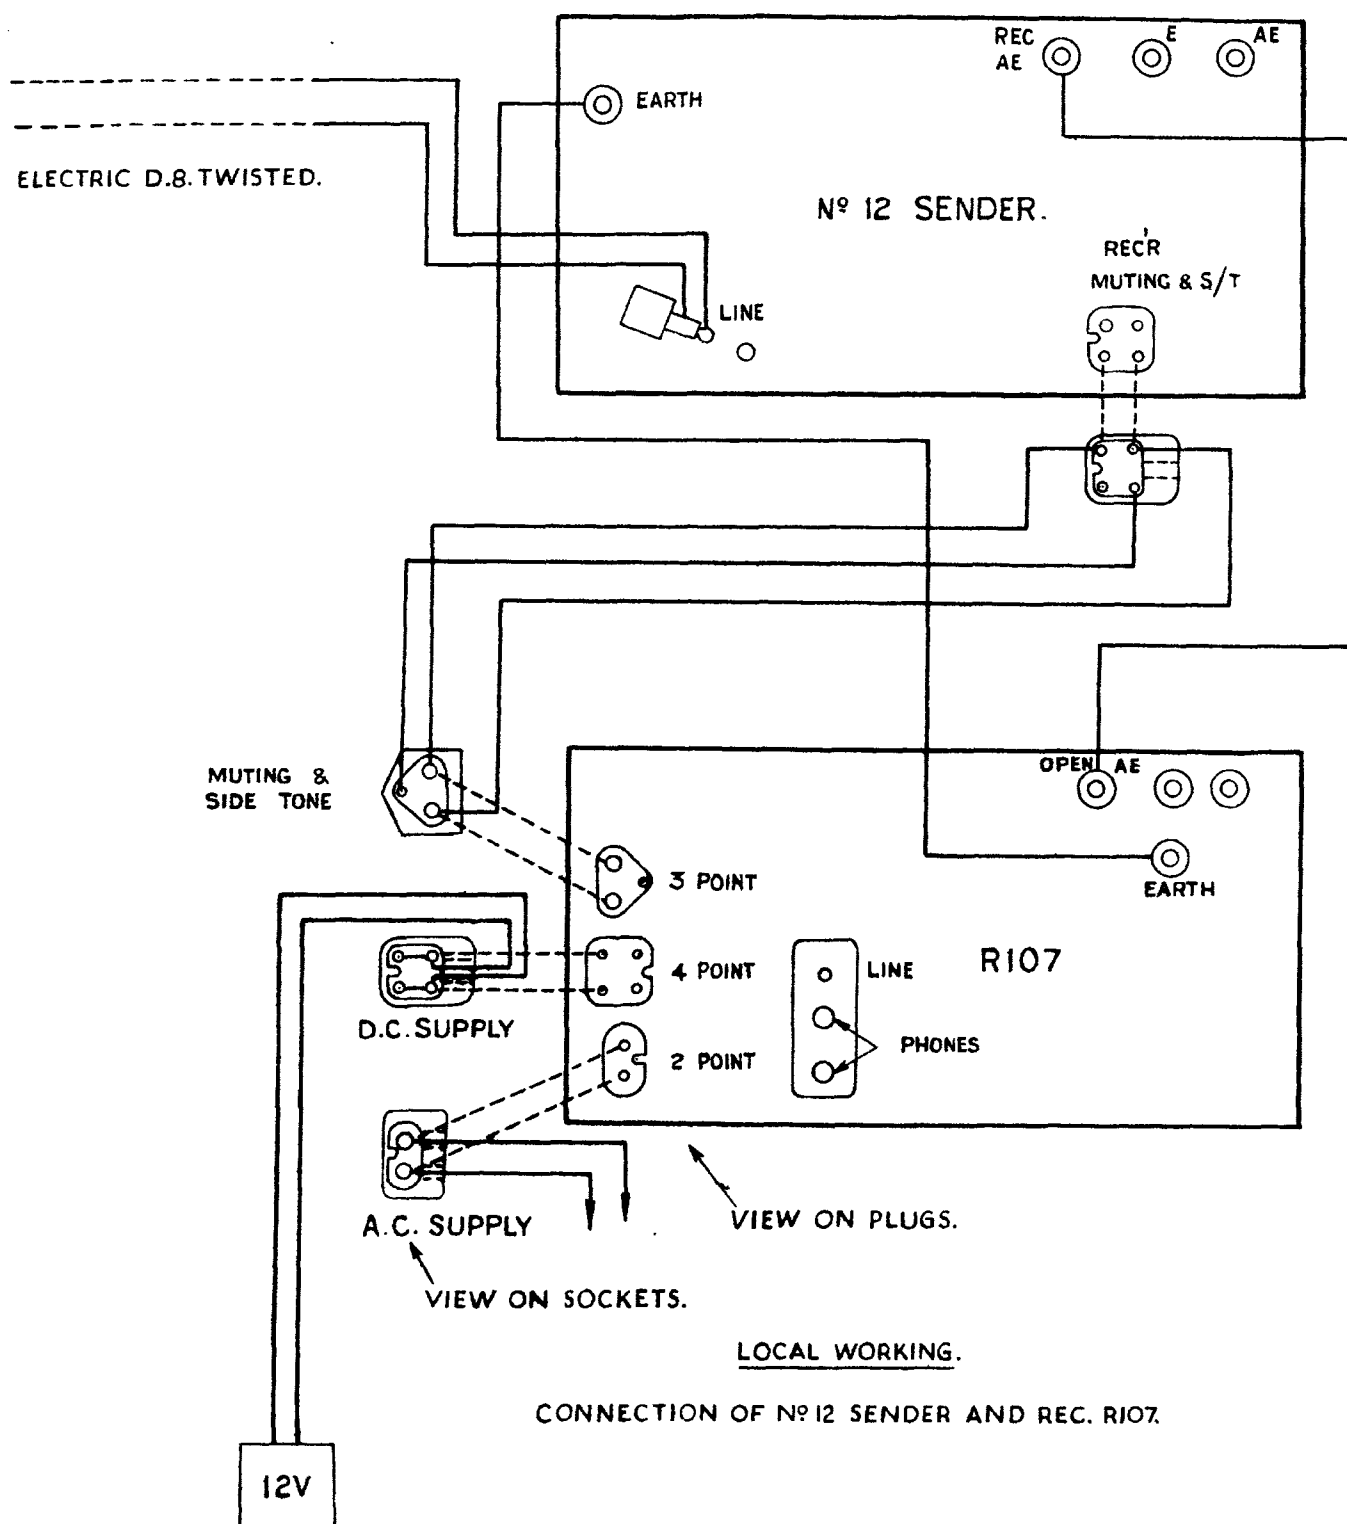 REC
AE
E
AE
EARTH
ELECTRIC D.8. TWISTED.
Nº 12 SENDER.
REC'R
MUTING & S/T
LINE
MUTING &
SIDE TONE
OPEN AE
EARTH
3 POINT
4 POINT
R107
LINE
D.C. SUPPLY
2 POINT
PHONES
A.C. SUPPLY
VIEW ON PLUGS.
VIEW ON SOCKETS.
LOCAL WORKING.
CONNECTION OF Nº 12 SENDER AND REC. R107.
12V